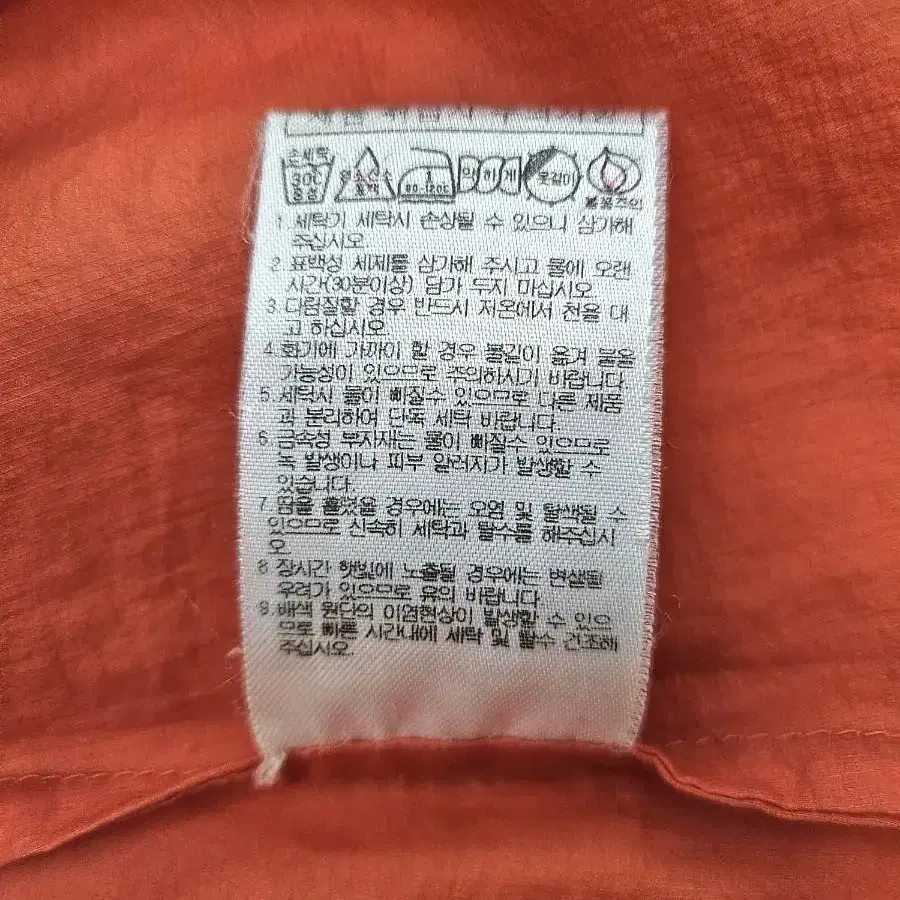 손세탁
30℃
중성
염소,산소
표백
1
80-120℃
약하게
옷걸이
불꽃주의
1. 세탁기 세탁시 손상될 수 있으니 삼가해
주십시오.
2. 표백성 세제를 삼가해 주시고 물에 오랜
시간(30분이상) 담가 두지 마십시오
3. 다림질할 경우 반드시 저온에서 천을 대
고 하십시오
4. 화기에 가까이 할 경우 불길이 옮겨 붙을
가능성이 있으므로 주의하시기 바랍니다.
5. 세탁시 물이 빠질수 있으므로 다른 제품
과 분리하여 단독 세탁 바랍니다.
6. 금속성 부자재는 물이 빠질수 있으므로
녹 발생이나 피부 알러지가 발생할 수
있습니다.
7. 땀을 흘렸을 경우에는 오염 및 탈색될 수
있으므로 신속히 세탁과 탈수를 해주십시
오
8. 장시간 햇빛에 노출될 경우에는 변색될
우려가 있으므로 유의 바랍니다.
9. 배색 원단의 이염현상이 발생할 수 있으
므로 빠른 시간내에 세탁 및 탈수 건조해
주십시오.